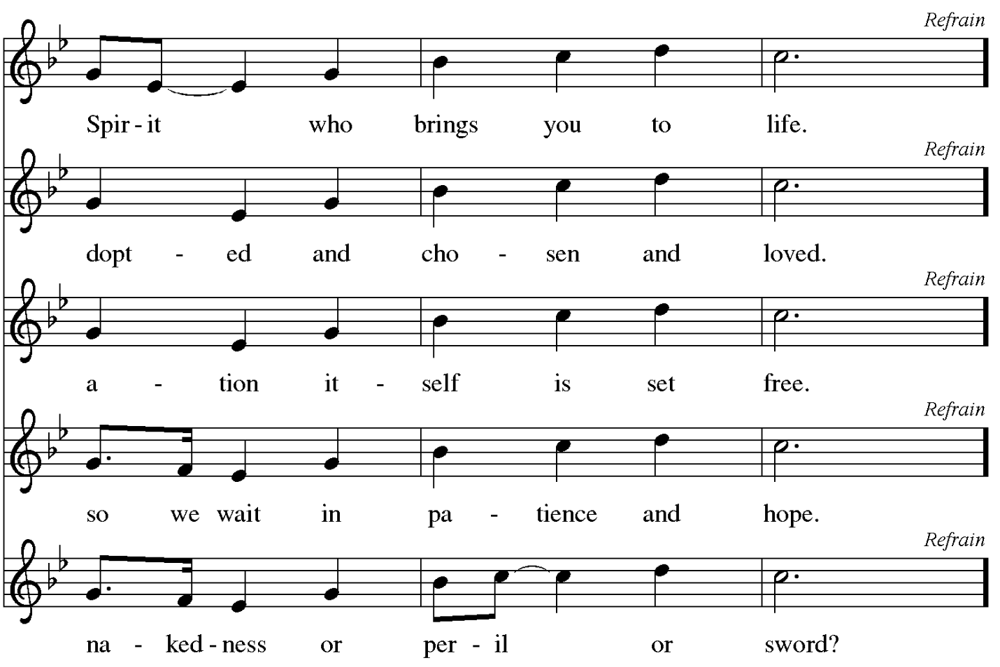 Refrain
Spir - it who brings you to life.
Refrain
dopt - ed and cho - sen and loved.
Refrain
a - tion it - self is set free.
Refrain
so we wait in pa - tience and hope.
Refrain
na - ked - ness or per - il or sword?